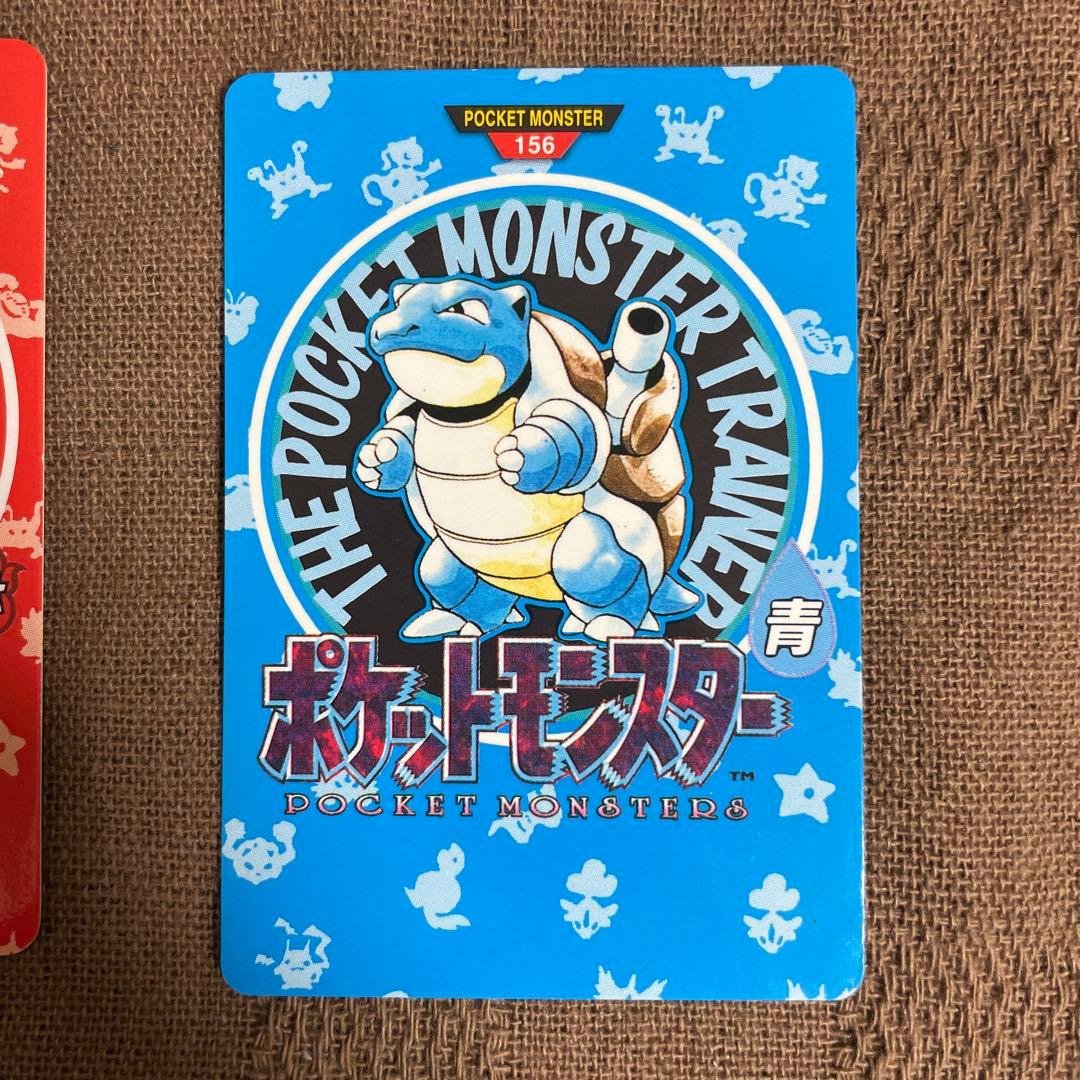 POCKET MONSTER
156
THE POCKET MONSTER TRAINER
青
ポケットモンスター
TM
POCKET MONSTERS